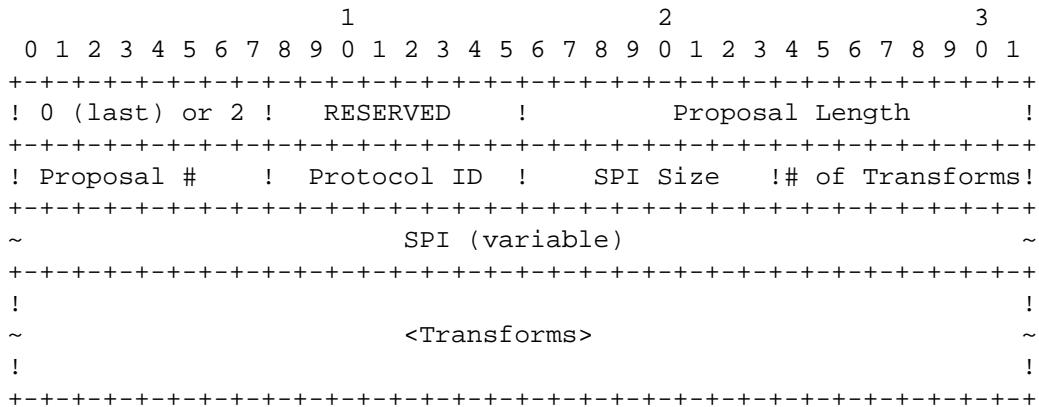 1                   2                   3
 0 1 2 3 4 5 6 7 8 9 0 1 2 3 4 5 6 7 8 9 0 1 2 3 4 5 6 7 8 9 0 1
+-+-+-+-+-+-+-+-+-+-+-+-+-+-+-+-+-+-+-+-+-+-+-+-+-+-+-+-+-+-+-+-+
! 0 (last) or 2 !   RESERVED    !         Proposal Length       !
+-+-+-+-+-+-+-+-+-+-+-+-+-+-+-+-+-+-+-+-+-+-+-+-+-+-+-+-+-+-+-+-+
! Proposal #    !  Protocol ID  !    SPI Size   !# of Transforms!
+-+-+-+-+-+-+-+-+-+-+-+-+-+-+-+-+-+-+-+-+-+-+-+-+-+-+-+-+-+-+-+-+
~                        SPI (variable)                         ~
+-+-+-+-+-+-+-+-+-+-+-+-+-+-+-+-+-+-+-+-+-+-+-+-+-+-+-+-+-+-+-+-+
!                                                               !
~                        <Transforms>                           ~
!                                                               !
+-+-+-+-+-+-+-+-+-+-+-+-+-+-+-+-+-+-+-+-+-+-+-+-+-+-+-+-+-+-+-+-+